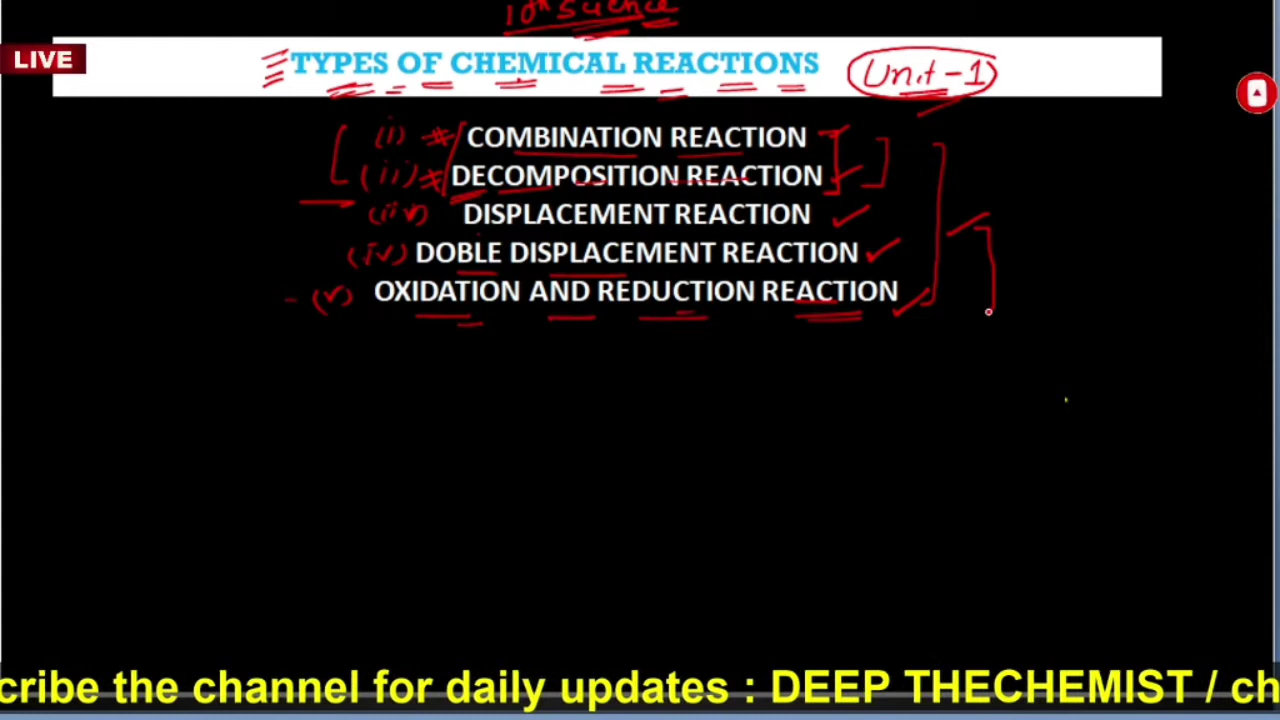 10th Science
LIVE
TYPES OF CHEMICAL REACTIONS Unit-1
(i) * COMBINATION REACTION
(ii) * DECOMPOSITION REACTION
DISPLACEMENT REACTION
(iv) DOBLE DISPLACEMENT REACTION
(v) OXIDATION AND REDUCTION REACTION
cribe the channel for daily updates : DEEP THECHEMIST / ch